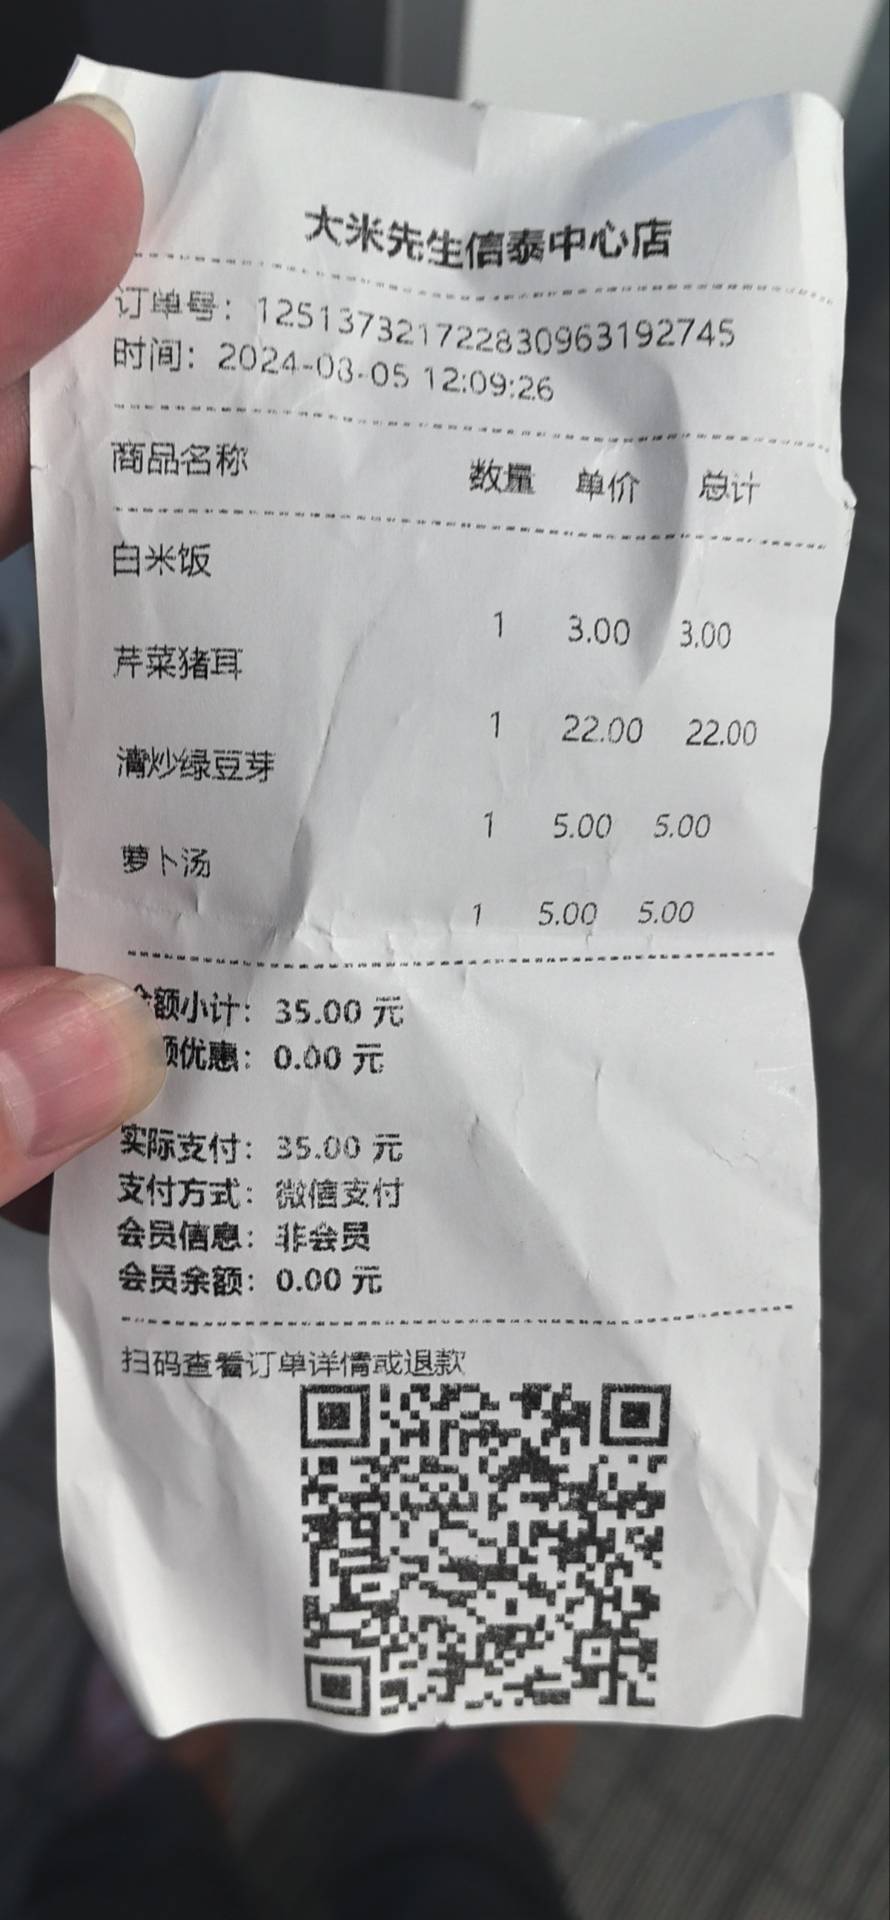 大米先生信泰中心店
订单号：125137321722830963192745
时间：2024-08-05 12:09:26
商品名称 数量 单价 总计
白米饭
1 3.00 3.00
芹菜猪耳
1 22.00 22.00
清炒绿豆芽
1 5.00 5.00
萝卜汤
1 5.00 5.00
额小计：35.00 元
额优惠：0.00 元
实际支付：35.00 元
支付方式：微信支付
会员信息：非会员
会员余额：0.00 元
扫码查看订单详情或退款